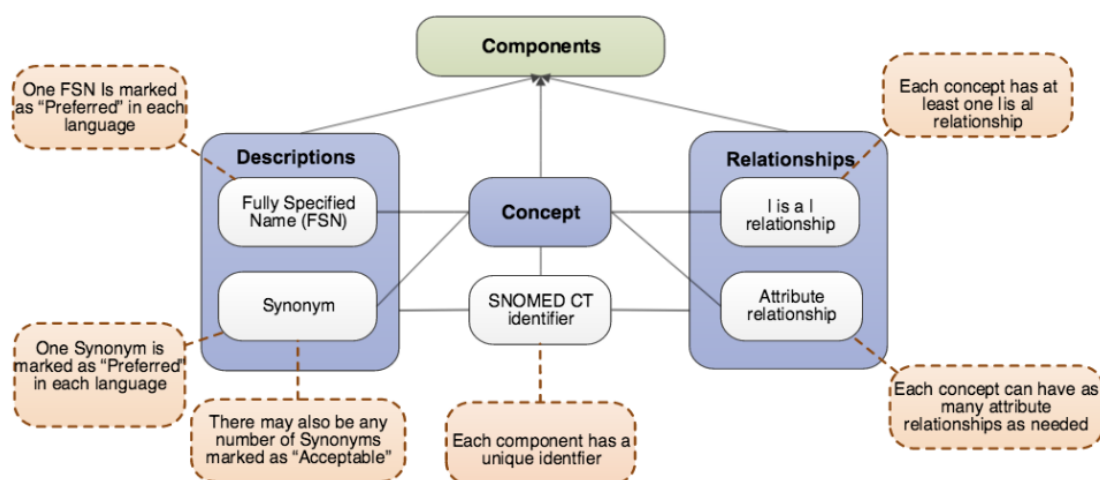 Components
One FSN Is marked
as “Preferred” in each
language
Each concept has at
least one |is a|
relationship
Descriptions
Fully Specified
Name (FSN)
Synonym
Concept
SNOMED CT
identifier
Relationships
| is a |
relationship
Attribute
relationship
One Synonym is
marked as “Preferred”
in each language
There may also be any
number of Synonyms
marked as “Acceptable”
Each component has a
unique identfier
Each concept can have as
many attribute
relationships as needed